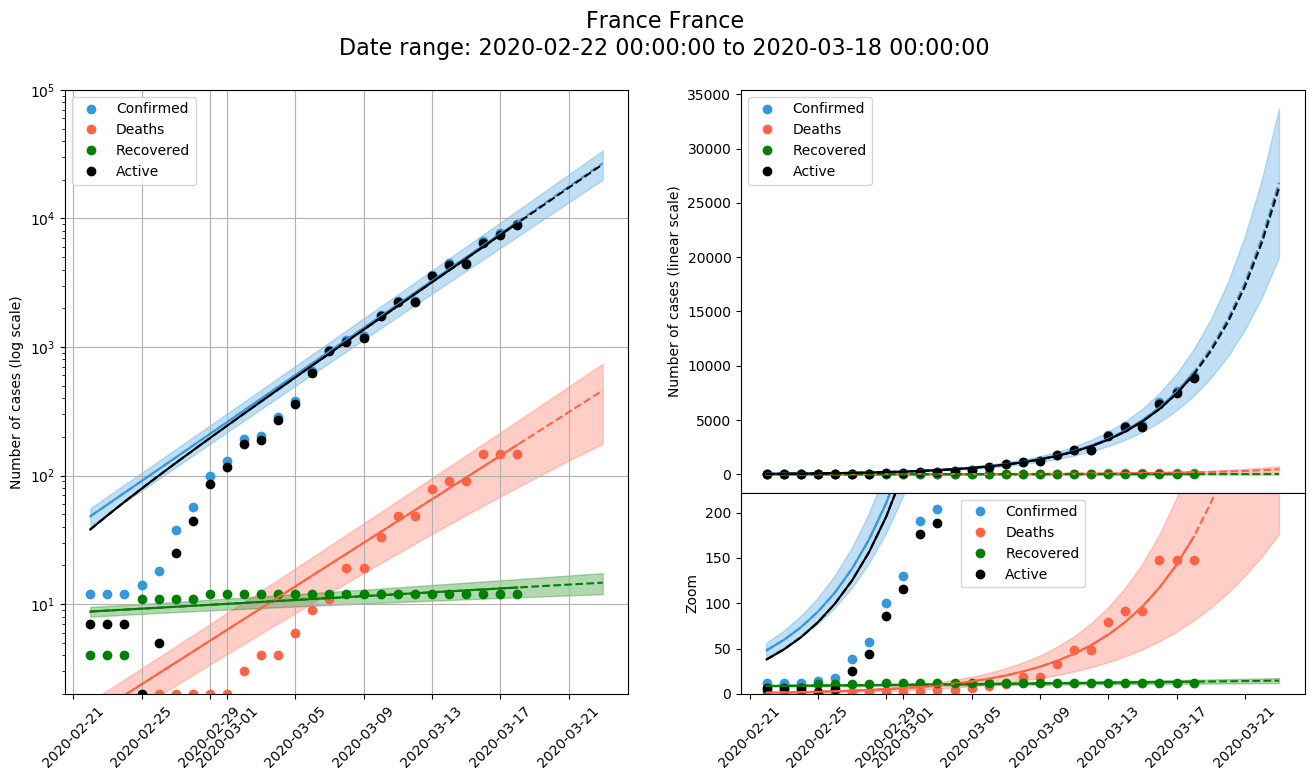 France France
Date range: 2020-02-22 00:00:00 to 2020-03-18 00:00:00
Number of cases (log scale)
10^5
10^4
10^3
10^2
10^1
Confirmed
Deaths
Recovered
Active
2020-02-21
2020-02-25
2020-02-29
2020-03-01
2020-03-05
2020-03-09
2020-03-13
2020-03-17
2020-03-21
Number of cases (linear scale)
35000
30000
25000
20000
15000
10000
5000
0
Confirmed
Deaths
Recovered
Active
Zoom
200
150
100
50
0
Confirmed
Deaths
Recovered
Active
2020-02-21
2020-02-25
2020-02-29
2020-03-01
2020-03-05
2020-03-09
2020-03-13
2020-03-17
2020-03-21